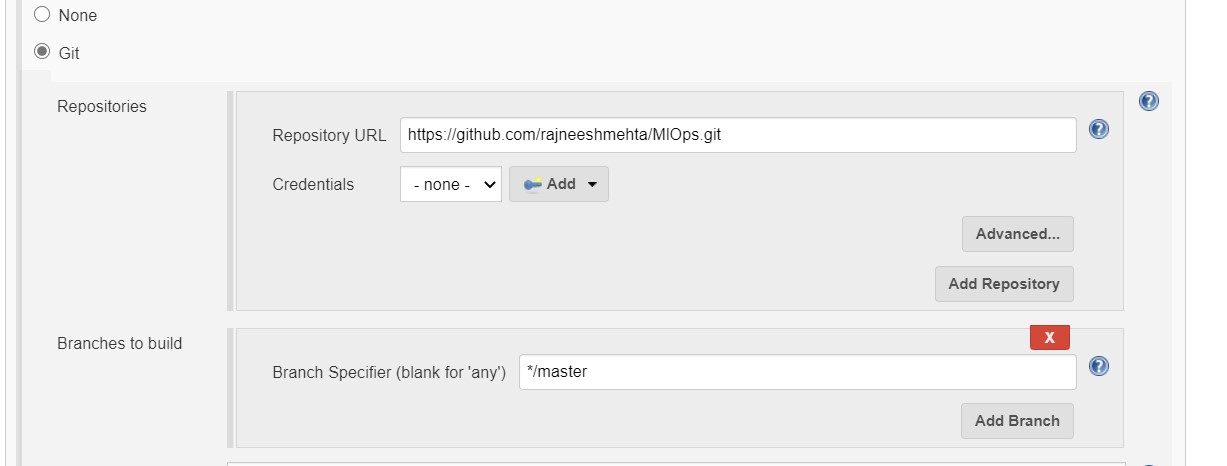 None
Git
Repositories
Repository URL https://github.com/rajneeshmehta/MlOps.git
Credentials - none - Add
Advanced...
Add Repository
X
Branches to build
Branch Specifier (blank for 'any') */master
Add Branch